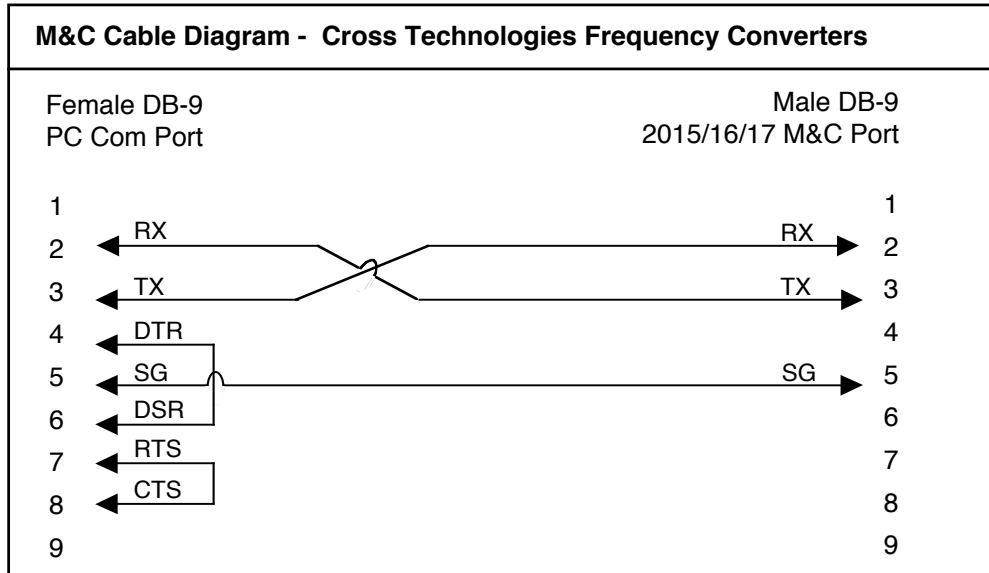 M&C Cable Diagram - Cross Technologies Frequency Converters
Female DB-9
PC Com Port
Male DB-9
2015/16/17 M&C Port
1 1
2 RX RX 2
3 TX TX 3
4 DTR 4
5 SG SG 5
6 DSR 6
7 RTS 7
8 CTS 8
9 9